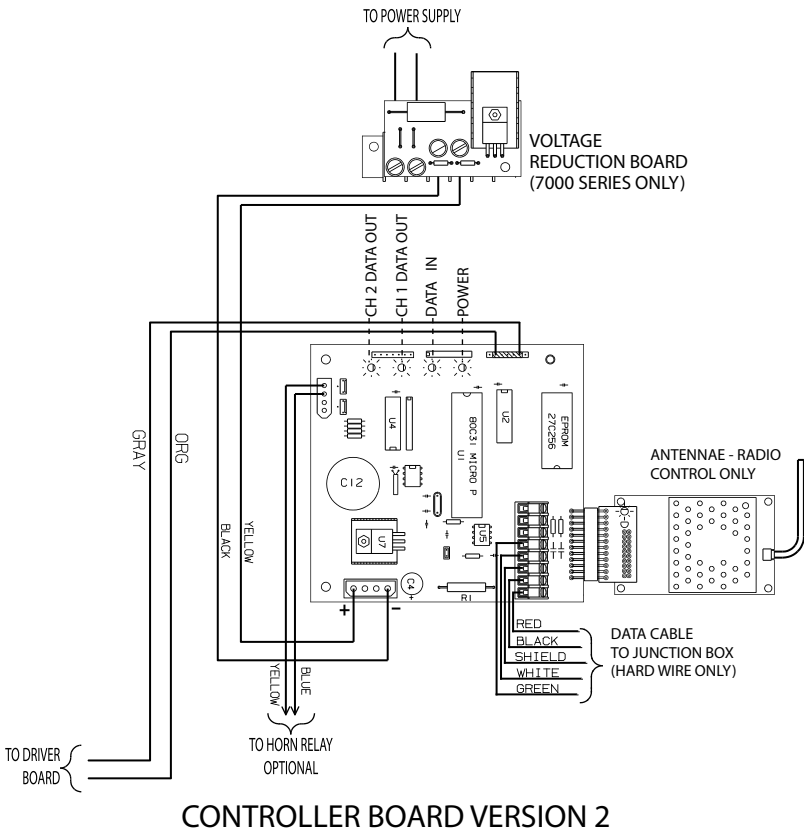 TO POWER SUPPLY
VOLTAGE
REDUCTION BOARD
(7000 SERIES ONLY)
CH 2 DATA OUT
CH 1 DATA OUT
DATA IN
POWER
GRAY
ORG
BLACK
YELLOW
U4
80C31 MICRO P
U1
U2
EPROM
27C256
C12
U7
U5
C4
+
R1
+
–
ANTENNAE - RADIO
CONTROL ONLY
RED
BLACK
SHIELD
WHITE
GREEN
DATA CABLE
TO JUNCTION BOX
(HARD WIRE ONLY)
YELLOW
BLUE
TO HORN RELAY
OPTIONAL
TO DRIVER
BOARD
CONTROLLER BOARD VERSION 2